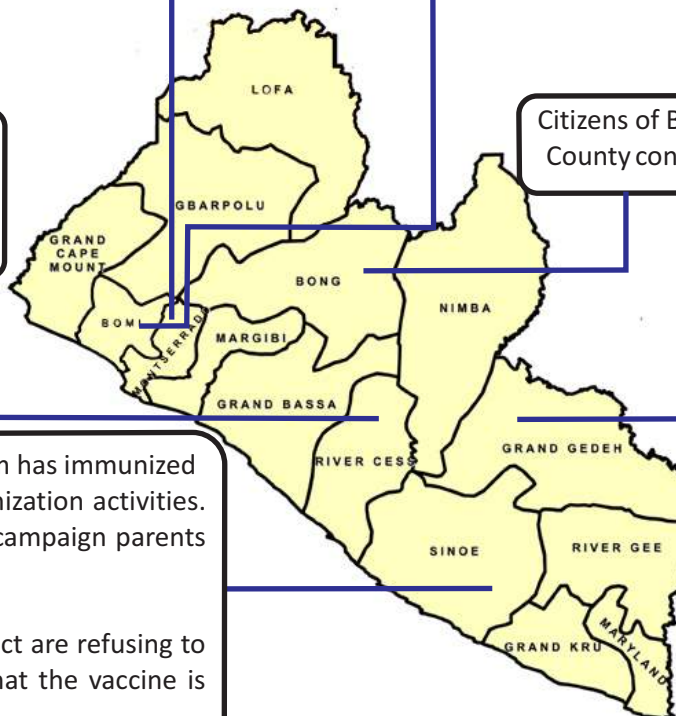 LOFA
Citizens of B
County con
GBARPOLU
GRAND
CAPE
MOUNT
BONG
NIMBA
BOMI
MONTSERRADO
MARGIBI
GRAND BASSA
GRAND GEDEH
RIVER CESS
n has immunized
nization activities.
campaign parents
SINOE
RIVER GEE
ct are refusing to
hat the vaccine is
GRAND KRU
MARYLAND